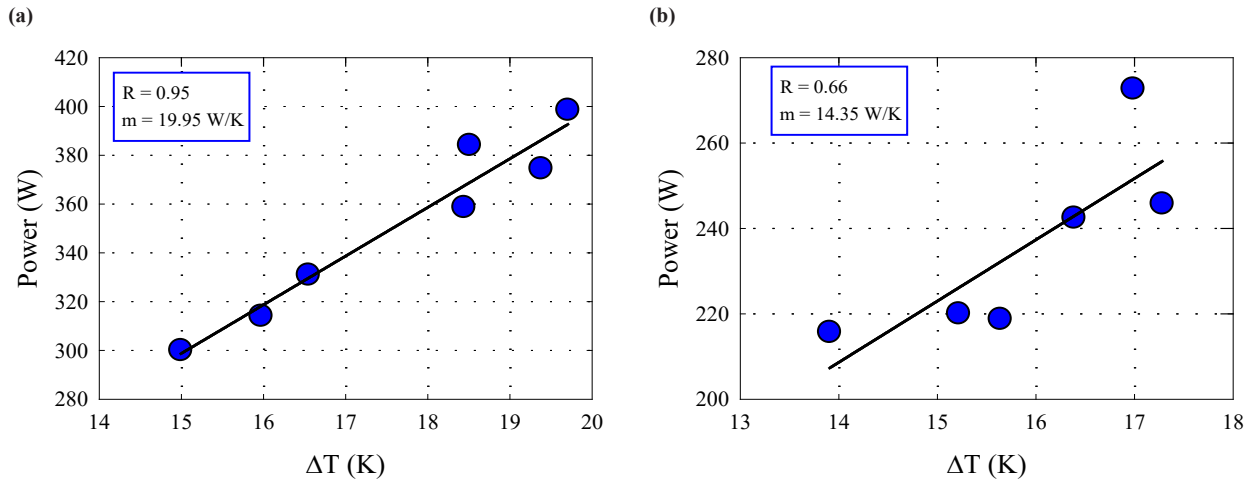 (a)
R = 0.95
m = 19.95 W/K
Power (W)
420
400
380
360
340
320
300
280
14 15 16 17 18 19 20
ΔT (K)
(b)
R = 0.66
m = 14.35 W/K
Power (W)
280
260
240
220
200
13 14 15 16 17 18
ΔT (K)